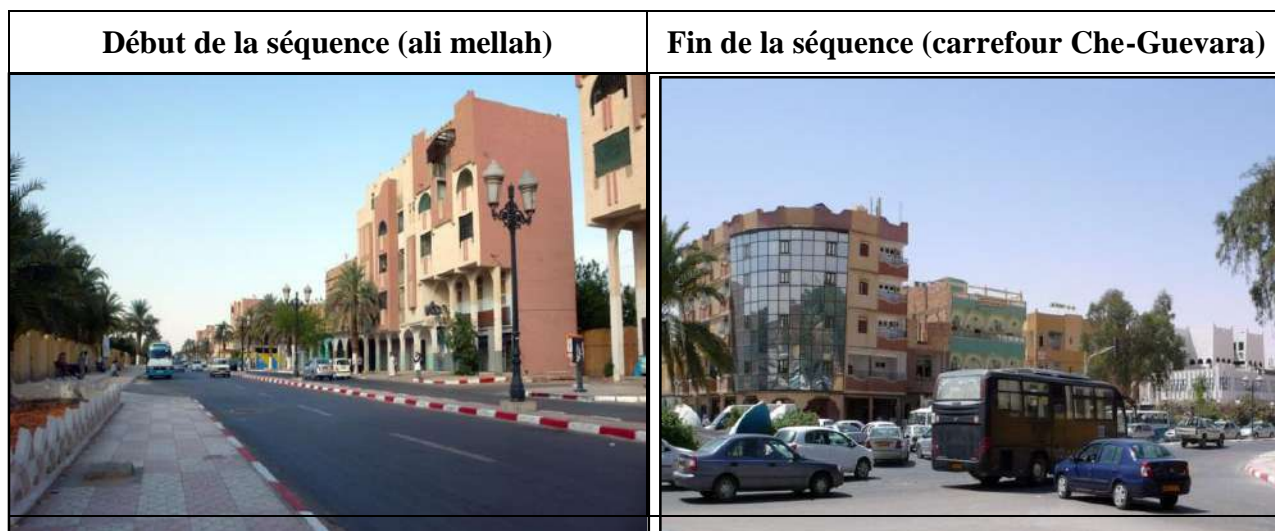 Début de la séquence (ali mellah)
Fin de la séquence (carrefour Che-Guevara)